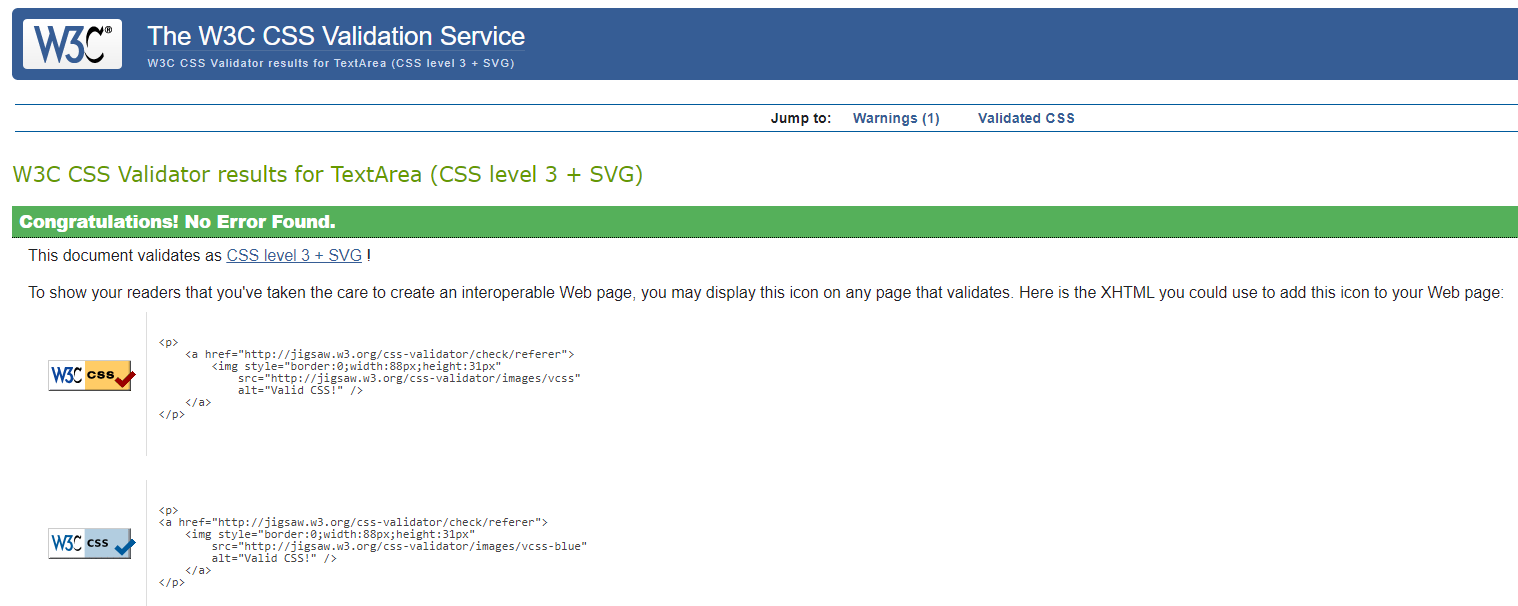 W3C®
The W3C CSS Validation Service
W3C CSS Validator results for TextArea (CSS level 3 + SVG)
Jump to: Warnings (1) Validated CSS
W3C CSS Validator results for TextArea (CSS level 3 + SVG)
Congratulations! No Error Found.
This document validates as CSS level 3 + SVG !
To show your readers that you've taken the care to create an interoperable Web page, you may display this icon on any page that validates. Here is the XHTML you could use to add this icon to your Web page:
W3C css
<p>
<a href="http://jigsaw.w3.org/css-validator/check/referer">
<img style="border:0;width:88px;height:31px"
src="http://jigsaw.w3.org/css-validator/images/vcss"
alt="Valid CSS!" />
</a>
</p>
W3C css
<p>
<a href="http://jigsaw.w3.org/css-validator/check/referer">
<img style="border:0;width:88px;height:31px"
src="http://jigsaw.w3.org/css-validator/images/vcss-blue"
alt="Valid CSS!" />
</a>
</p>